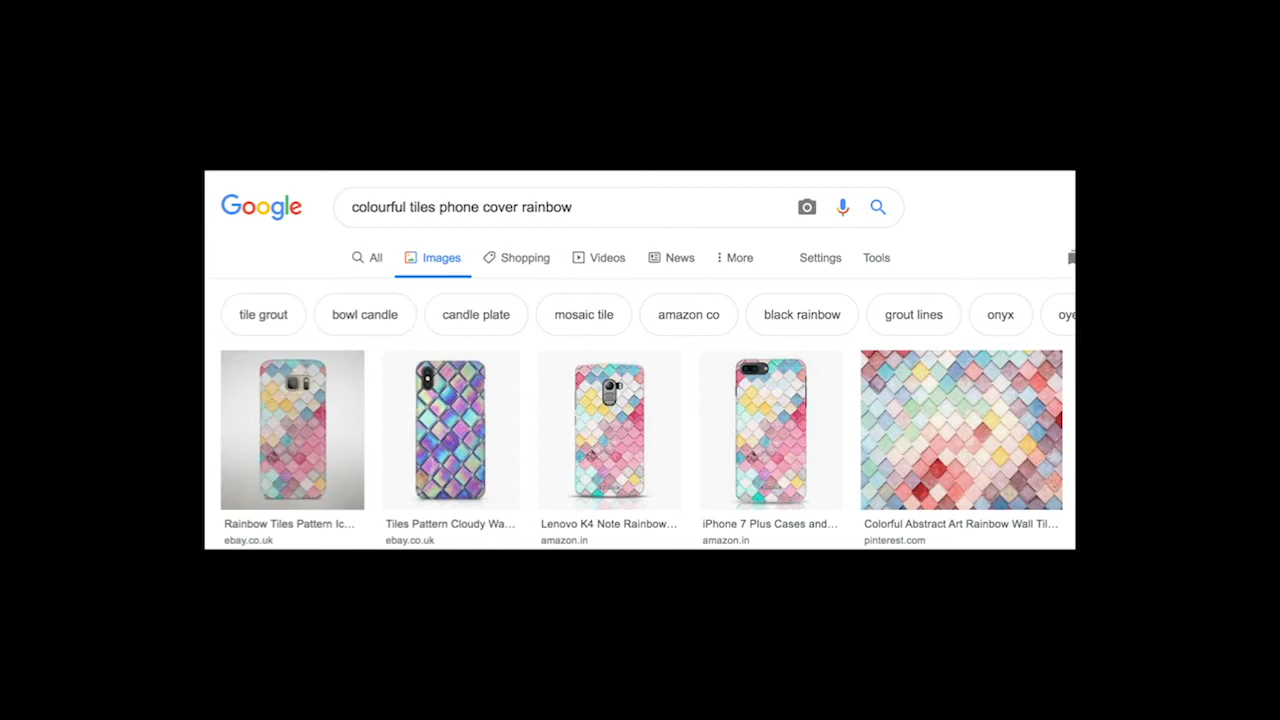 Google
colourful tiles phone cover rainbow
All Images Shopping Videos News More Settings Tools
tile grout bowl candle candle plate mosaic tile amazon co black rainbow grout lines onyx oye
Rainbow Tiles Pattern Ic... Tiles Pattern Cloudy Wa... Lenovo K4 Note Rainbow... iPhone 7 Plus Cases and... Colorful Abstract Art Rainbow Wall Til...
ebay.co.uk ebay.co.uk amazon.in amazon.in pinterest.com